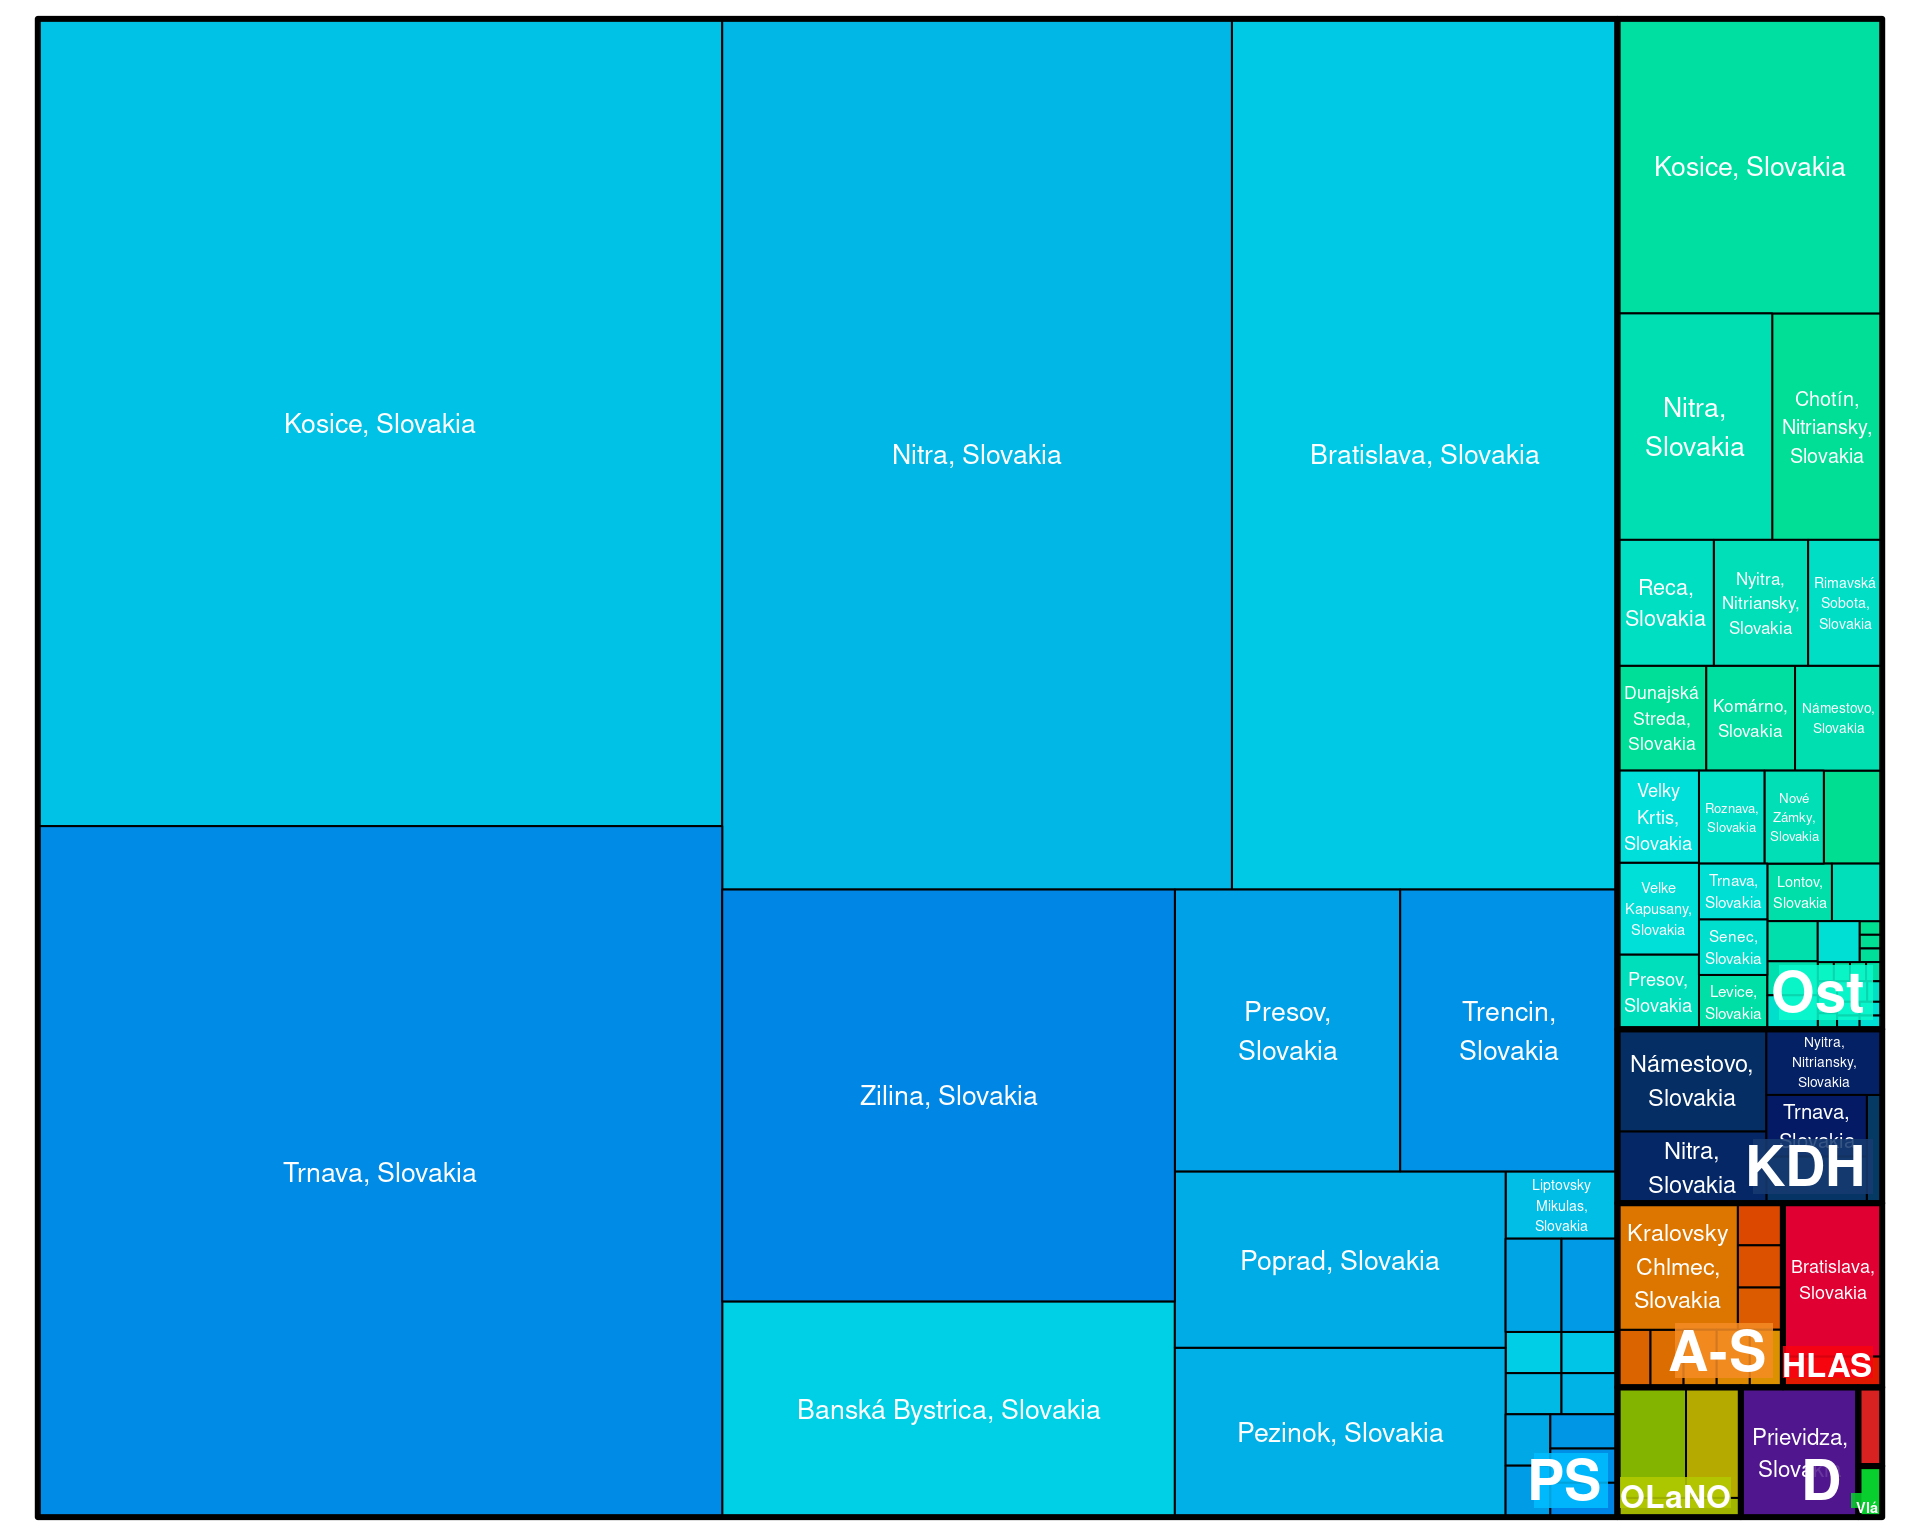 Kosice, Slovakia
Nitra, Slovakia
Bratislava, Slovakia
Trnava, Slovakia
Zilina, Slovakia
Presov,
Slovakia
Trencin,
Slovakia
Banská Bystrica, Slovakia
Poprad, Slovakia
Liptovsky
Mikulas,
Slovakia
Pezinok, Slovakia
PS
Kosice, Slovakia
Nitra,
Slovakia
Chotín,
Nitriansky,
Slovakia
Reca,
Slovakia
Nyitra,
Nitriansky,
Slovakia
Rimavská
Sobota,
Slovakia
Dunajská
Streda,
Slovakia
Komárno,
Slovakia
Námestovo,
Slovakia
Velky
Krtis,
Slovakia
Roznava,
Slovakia
Nové
Zámky,
Slovakia
Velke
Kapusany,
Slovakia
Trnava,
Slovakia
Lontov,
Slovakia
Senec,
Slovakia
Presov,
Slovakia
Levice,
Slovakia
Ost
Námestovo,
Slovakia
Nyitra,
Nitriansky,
Slovakia
Trnava,
Slovakia
Nitra,
Slovakia
KDH
Kralovsky
Chlmec,
Slovakia
A-S
Bratislava,
Slovakia
HLAS
OLaNO
Prievidza,
Slovakia
D
Vlá